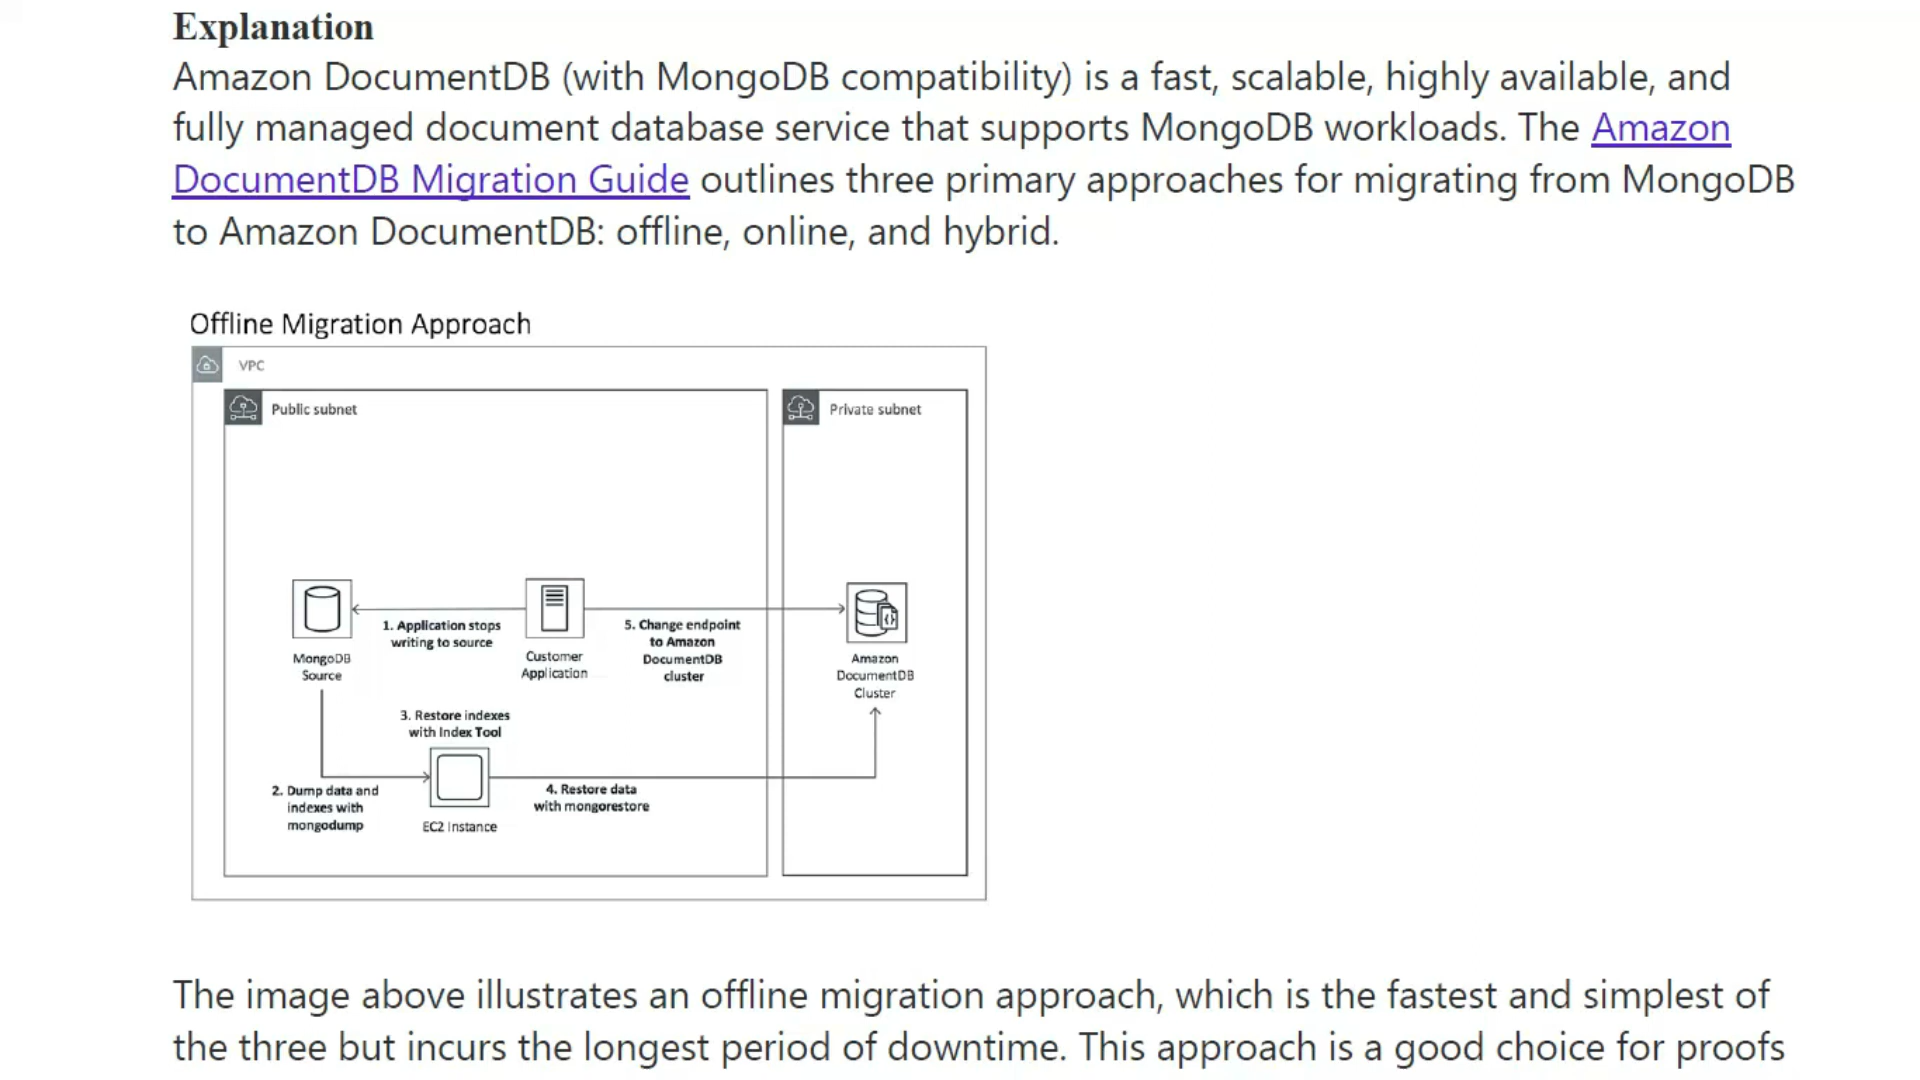 Explanation
Amazon DocumentDB (with MongoDB compatibility) is a fast, scalable, highly available, and
fully managed document database service that supports MongoDB workloads. The Amazon
DocumentDB Migration Guide outlines three primary approaches for migrating from MongoDB
to Amazon DocumentDB: offline, online, and hybrid.
Offline Migration Approach
VPC
Public subnet
Private subnet
1. Application stops
writing to source
5. Change endpoint
to Amazon
DocumentDB
cluster
MongoDB
Source
Customer
Application
Amazon
DocumentDB
Cluster
3. Restore indexes
with Index Tool
2. Dump data and
indexes with
mongodump
4. Restore data
with mongorestore
EC2 Instance
The image above illustrates an offline migration approach, which is the fastest and simplest of
the three but incurs the longest period of downtime. This approach is a good choice for proofs